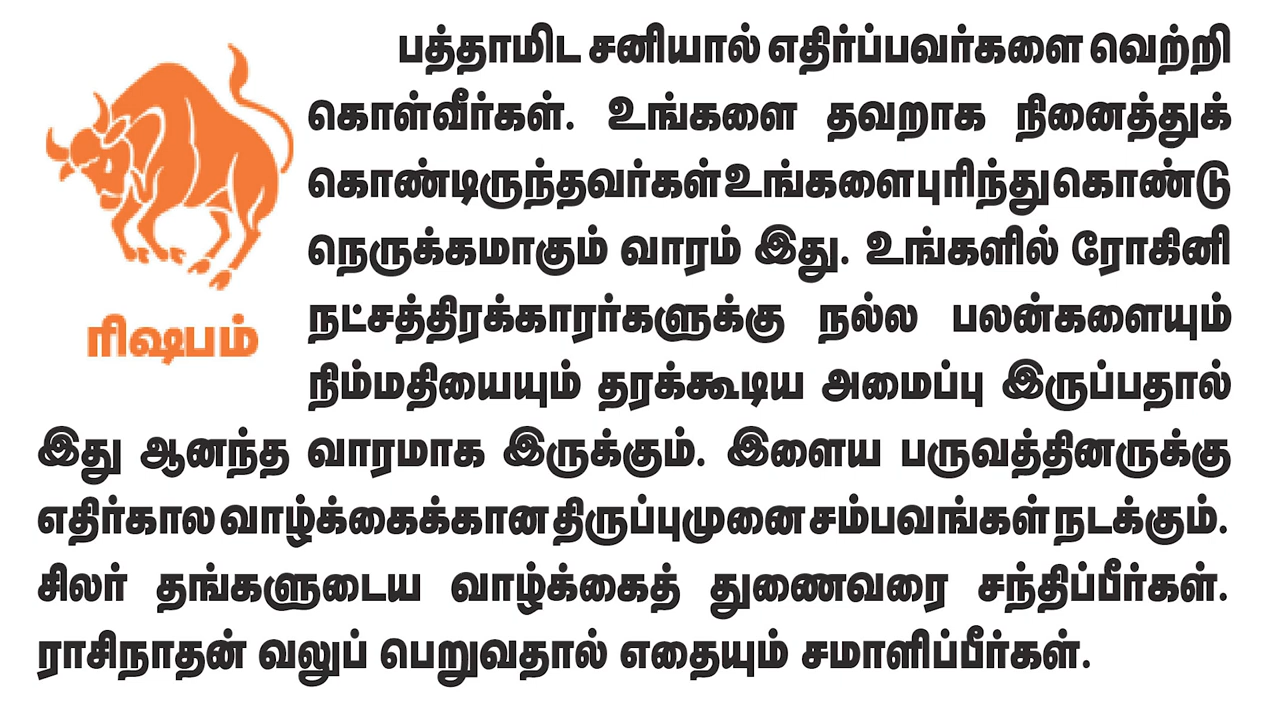 பத்தாமிட சனியால் எதிர்ப்பவர்களை வெற்றி
கொள்வீர்கள். உங்களை தவறாக நினைத்துக்
கொண்டிருந்தவர்கள் உங்களை புரிந்து கொண்டு
நெருக்கமாகும் வாரம் இது. உங்களில் ரோகினி
நட்சத்திரக்காரர்களுக்கு நல்ல பலன்களையும்
நிம்மதியையும் தரக்கூடிய அமைப்பு இருப்பதால்
இது ஆனந்த வாரமாக இருக்கும். இளைய பருவத்தினருக்கு
எதிர்கால வாழ்க்கைக்கான திருப்புமுனை சம்பவங்கள் நடக்கும்.
சிலர் தங்களுடைய வாழ்க்கைத் துணைவரை சந்திப்பீர்கள்.
ராசிநாதன் வலுப் பெறுவதால் எதையும் சமாளிப்பீர்கள்.
ரிஷபம்